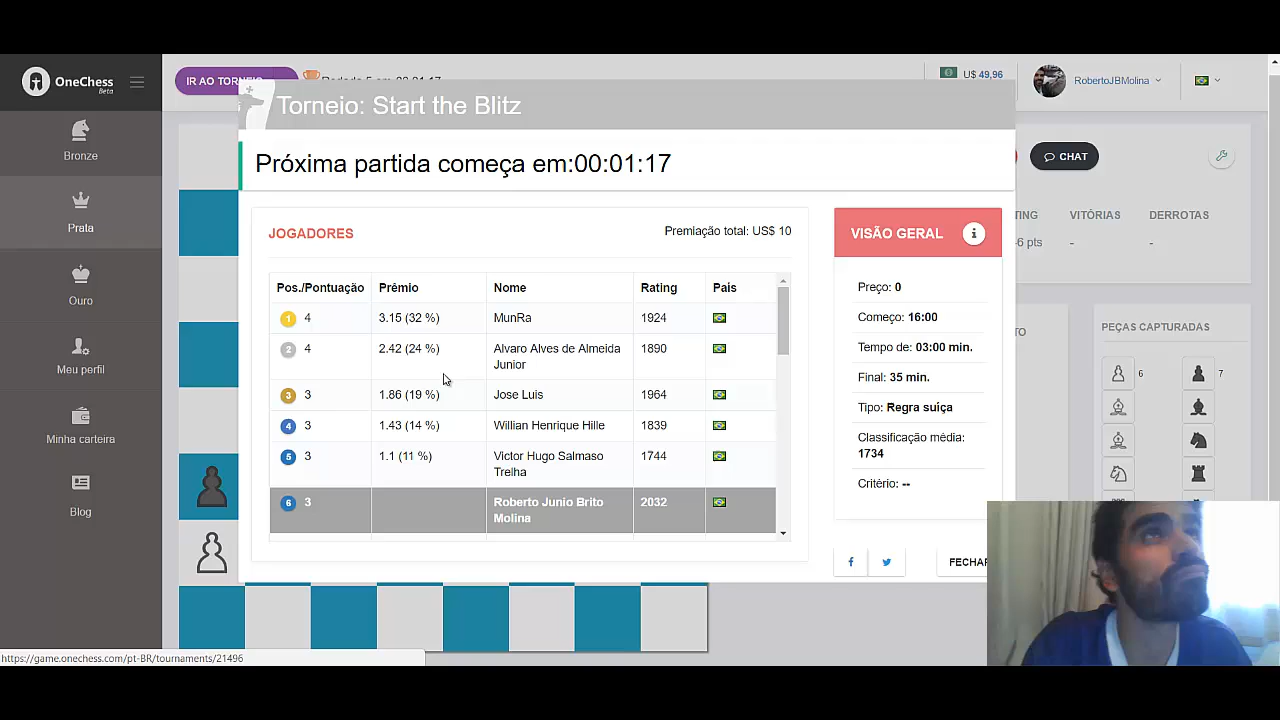 OneChess
Beta
IR AO TORNEIO
U$ 49,96
RobertoJBMolina
Bronze
Prata
Ouro
Meu perfil
Minha carteira
Blog
Torneio: Start the Blitz
Próxima partida começa em:00:01:17
CHAT
JOGADORES
Premiação total: US$ 10
Pos./Pontuação Prêmio Nome Rating Pais
1 4 3.15 (32 %) MunRa 1924
2 4 2.42 (24 %) Alvaro Alves de Almeida 1890
Junior
3 3 1.86 (19 %) Jose Luis 1964
4 3 1.43 (14 %) Willian Henrique Hille 1839
5 3 1.1 (11 %) Victor Hugo Salmaso 1744
Trelha
6 3 Roberto Junio Brito 2032
Molina
VISÃO GERAL
Preço: 0
Começo: 16:00
Tempo de: 03:00 min.
Final: 35 min.
Tipo: Regra suíça
Classificação média:
1734
Critério: --
FECHAR
VITÓRIAS DERROTAS
pts - -
PEÇAS CAPTURADAS
6 7
https://game.onechess.com/pt-BR/tournaments/21496